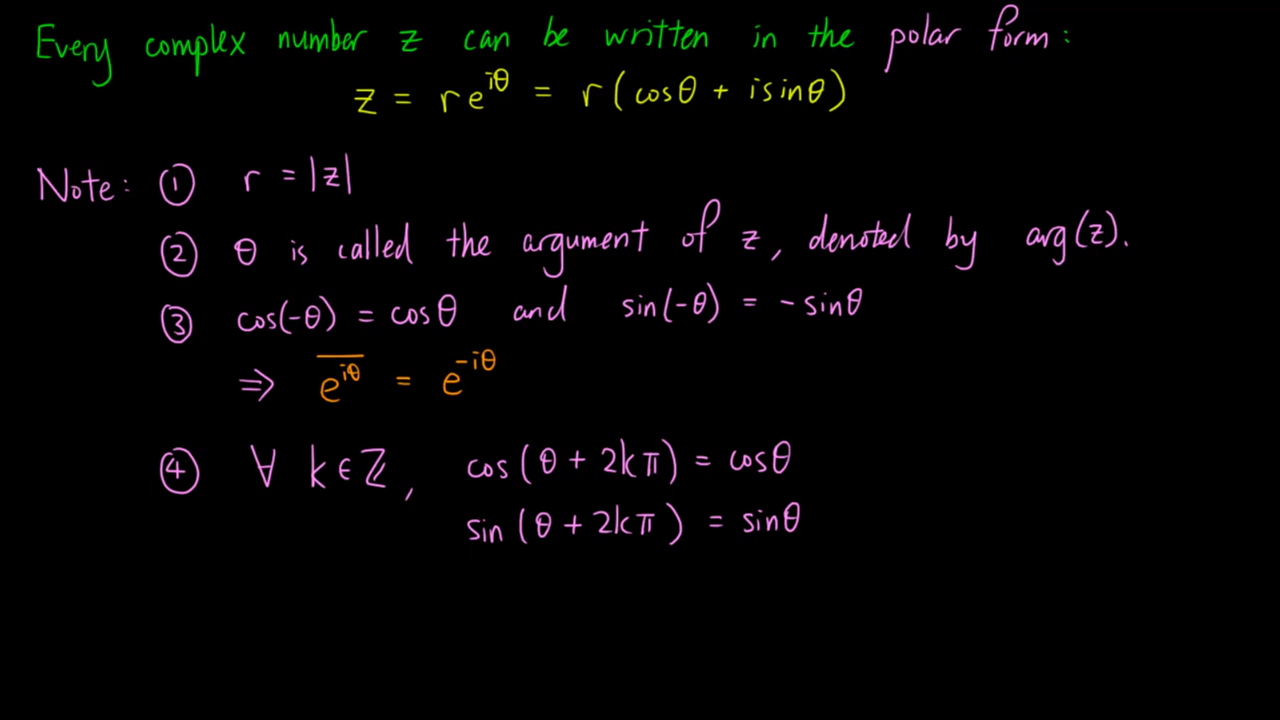 Every complex number z can be written in the polar form:
z = re^{iθ} = r(cosθ + isinθ)
Note: ① r = |z|
② θ is called the argument of z, denoted by arg(z).
③ cos(-θ) = cosθ and sin(-θ) = -sinθ
⇒ \overline{e^{iθ}} = e^{-iθ}
④ ∀ k ∈ ℤ, cos(θ + 2kπ) = cosθ
sin(θ + 2kπ) = sinθ